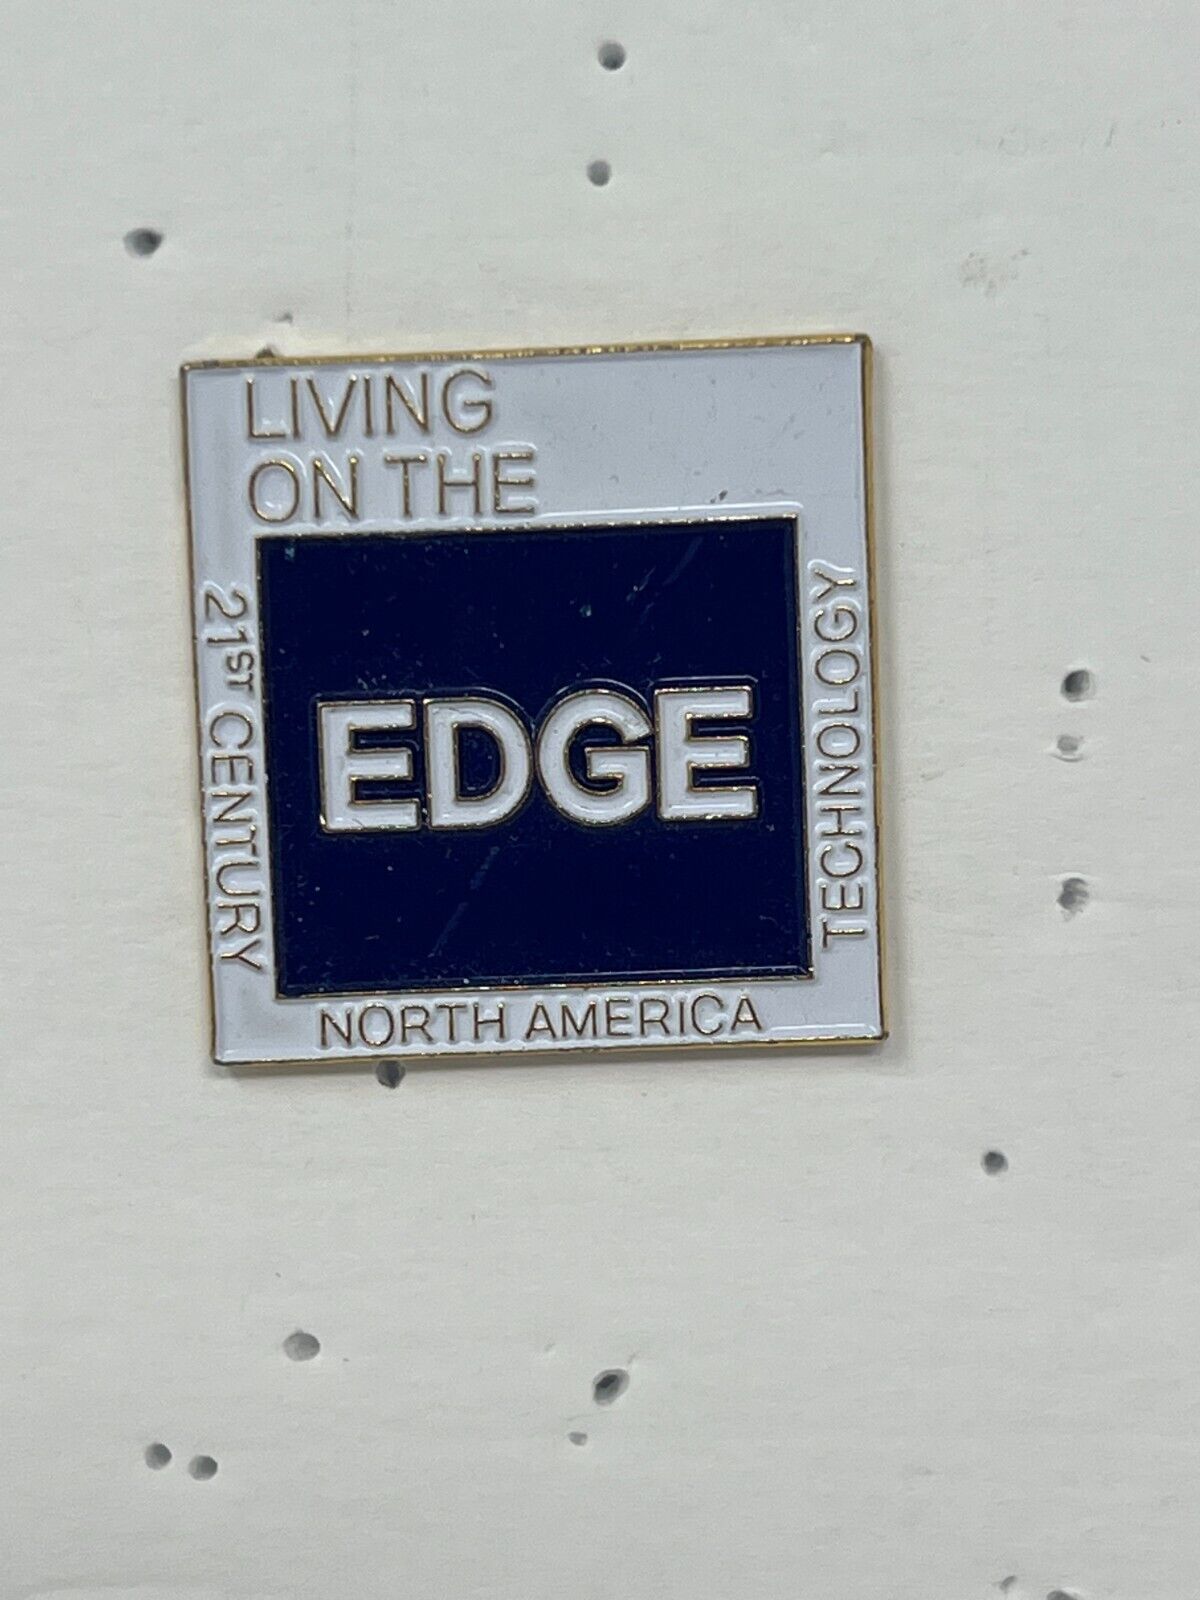 LIVING
ON THE
EDGE
21ST CENTURY
TECHNOLOGY
NORTH AMERICA